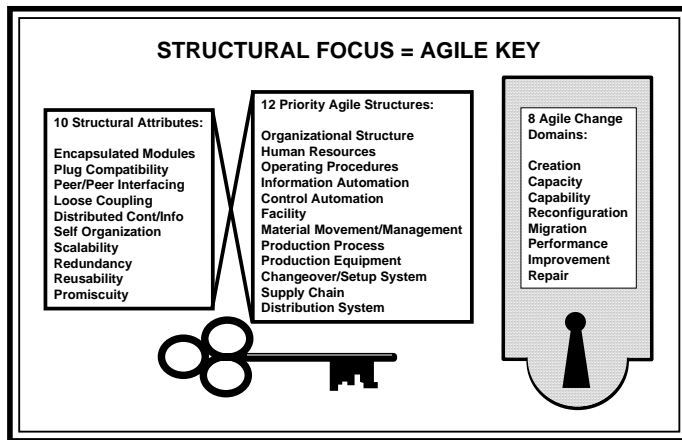 STRUCTURAL FOCUS = AGILE KEY
10 Structural Attributes:
Encapsulated Modules
Plug Compatibility
Peer/Peer Interfacing
Loose Coupling
Distributed Cont/Info
Self Organization
Scalability
Redundancy
Reusability
Promiscuity
12 Priority Agile Structures:
Organizational Structure
Human Resources
Operating Procedures
Information Automation
Control Automation
Facility
Material Movement/Management
Production Process
Production Equipment
Changeover/Setup System
Supply Chain
Distribution System
8 Agile Change
Domains:
Creation
Capacity
Capability
Reconfiguration
Migration
Performance
Improvement
Repair